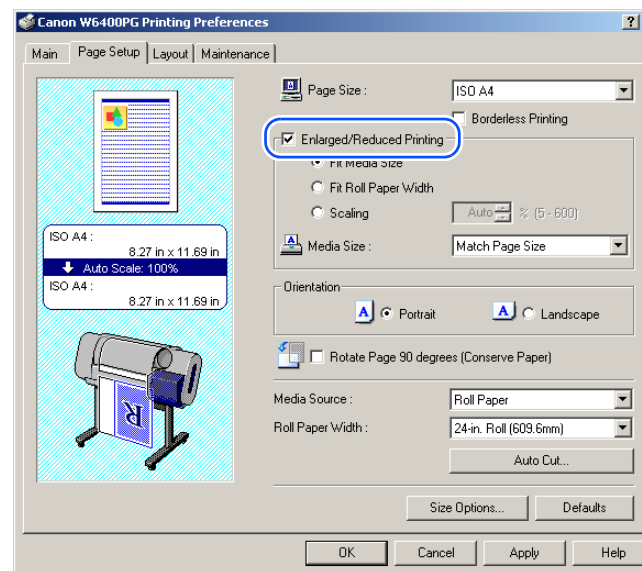 Canon W6400PG Printing Preferences ?
Main Page Setup Layout Maintenance
Page Size : ISO A4
Borderless Printing
Enlarged/Reduced Printing
Fit Media Size
Fit Roll Paper Width
Scaling Auto % (5 - 600)
Media Size : Match Page Size
ISO A4 :
8.27 in x 11.69 in
Auto Scale: 100%
ISO A4 :
8.27 in x 11.69 in
Orientation
A Portrait A Landscape
Rotate Page 90 degrees (Conserve Paper)
Media Source : Roll Paper
Roll Paper Width : 24-in. Roll (609.6mm)
Auto Cut...
Size Options... Defaults
OK Cancel Apply Help